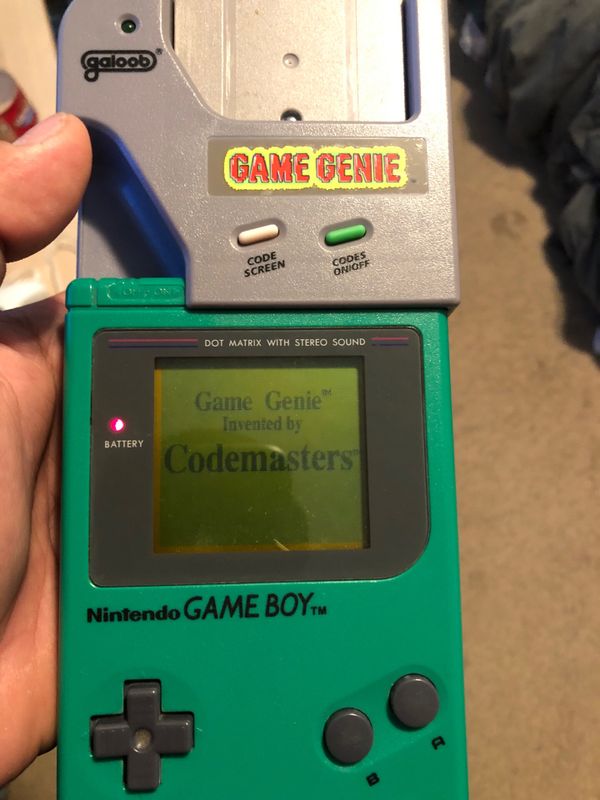 galoob®
GAME GENIE™
CODE
SCREEN
CODES
ON/OFF
DOT MATRIX WITH STEREO SOUND
Game Genie™
Invented by
Codemasters™
BATTERY
Nintendo GAME BOY™
B
A